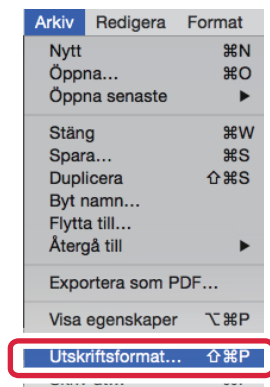 Arkiv Redigera Format
Nytt ⌘N
Öppna... ⌘O
Öppna senaste ▶
Stäng ⌘W
Spara... ⌘S
Duplicera ⇧⌘S
Byt namn...
Flytta till...
Återgå till ▶
Exportera som PDF...
Visa egenskaper ⌥⌘P
Utskriftsformat... ⇧⌘P